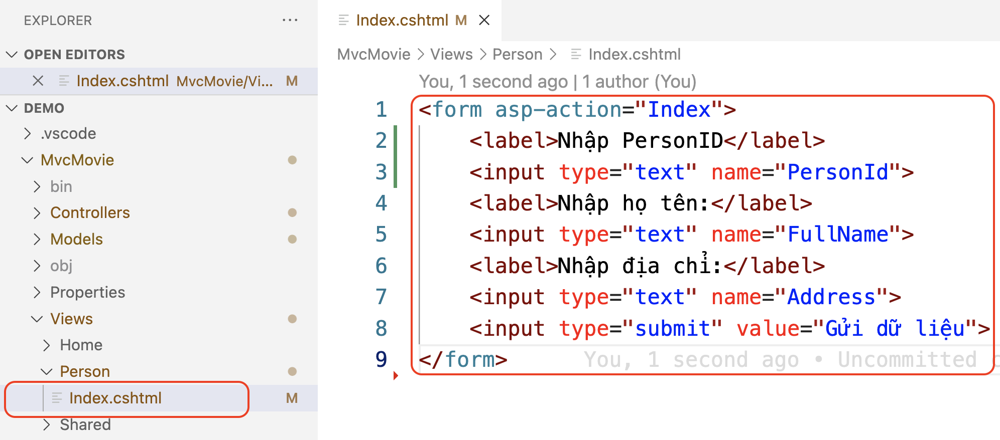 EXPLORER ...
OPEN EDITORS
Index.cshtml MvcMovie/Vi... M
DEMO
.vscode
MvcMovie
bin
Controllers
Models
obj
Properties
Views
Home
Person
Index.cshtml M
Shared
Index.cshtml M
MvcMovie > Views > Person > Index.cshtml
You, 1 second ago | 1 author (You)
1 <form asp-action="Index">
2 <label>Nhập PersonID</label>
3 <input type="text" name="PersonId">
4 <label>Nhập họ tên:</label>
5 <input type="text" name="FullName">
6 <label>Nhập địa chỉ:</label>
7 <input type="text" name="Address">
8 <input type="submit" value="Gửi dữ liệu">
9 </form> You, 1 second ago • Uncommitted